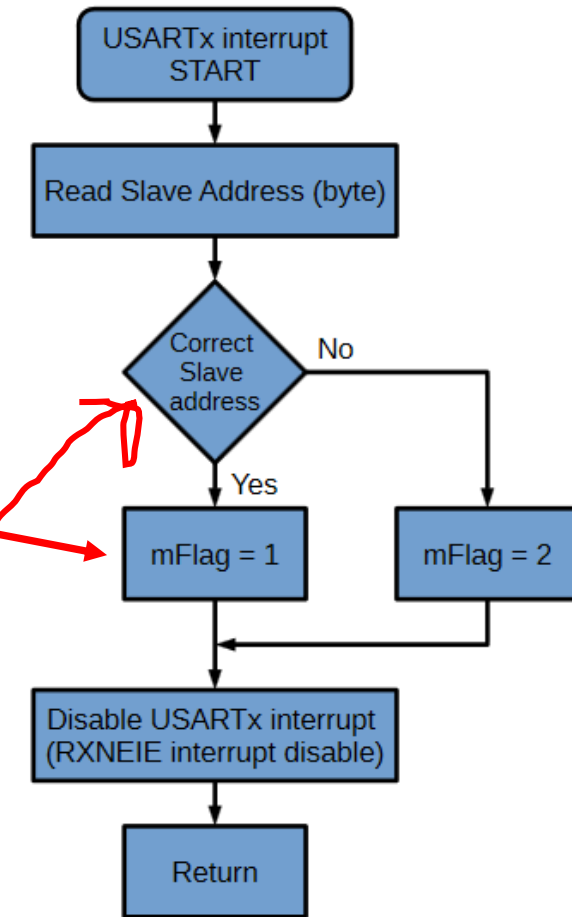 USARTx interrupt
START
Read Slave Address (byte)
Correct
Slave
address
No
Yes
mFlag = 1
mFlag = 2
Disable USARTx interrupt
(RXNEIE interrupt disable)
Return